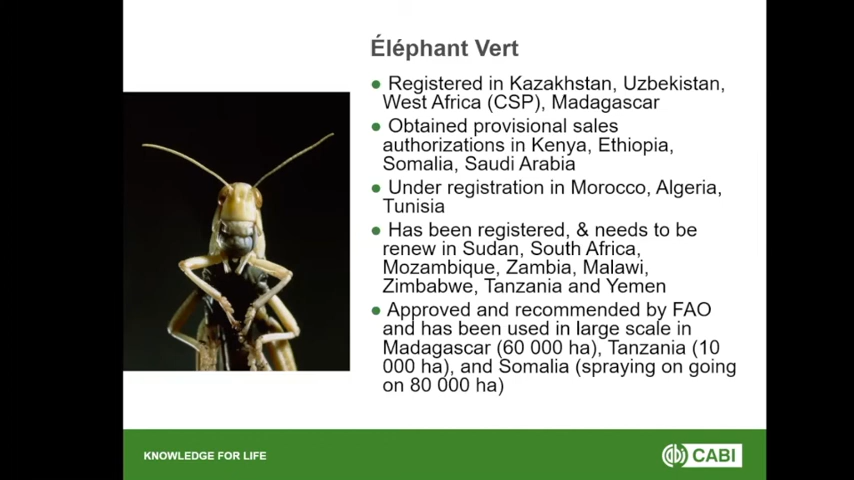 Éléphant Vert
● Registered in Kazakhstan, Uzbekistan,
West Africa (CSP), Madagascar
● Obtained provisional sales
authorizations in Kenya, Ethiopia,
Somalia, Saudi Arabia
● Under registration in Morocco, Algeria,
Tunisia
● Has been registered, & needs to be
renew in Sudan, South Africa,
Mozambique, Zambia, Malawi,
Zimbabwe, Tanzania and Yemen
● Approved and recommended by FAO
and has been used in large scale in
Madagascar (60 000 ha), Tanzania (10
000 ha), and Somalia (spraying on going
on 80 000 ha)
KNOWLEDGE FOR LIFE
CABI